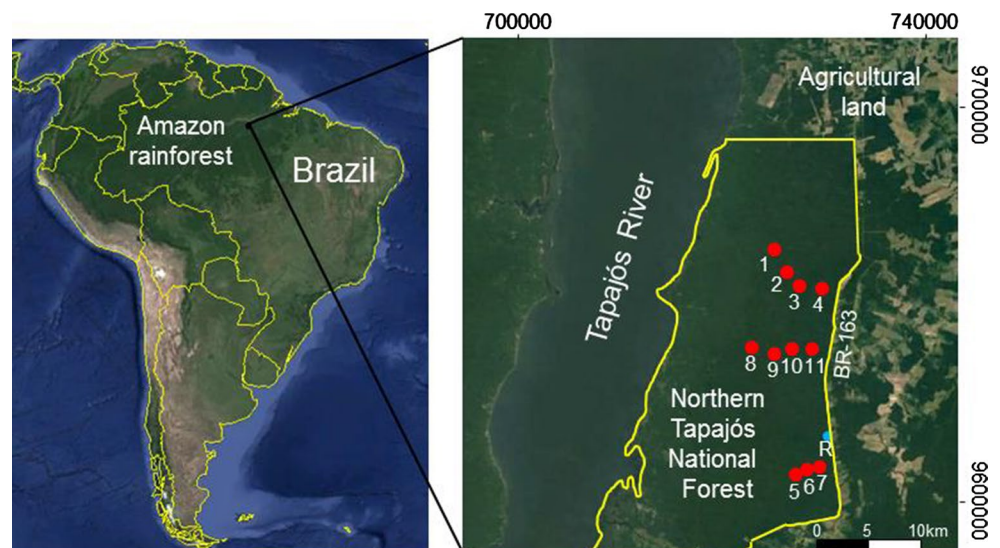 700000
740000
Amazon
rainforest
Brazil
Agricultural
land
9700000
Tapajós River
1
2
3
4
BR-163
8
9
10
11
Northern
Tapajós
National
Forest
R
5
6
7
9660000
0 5 10km